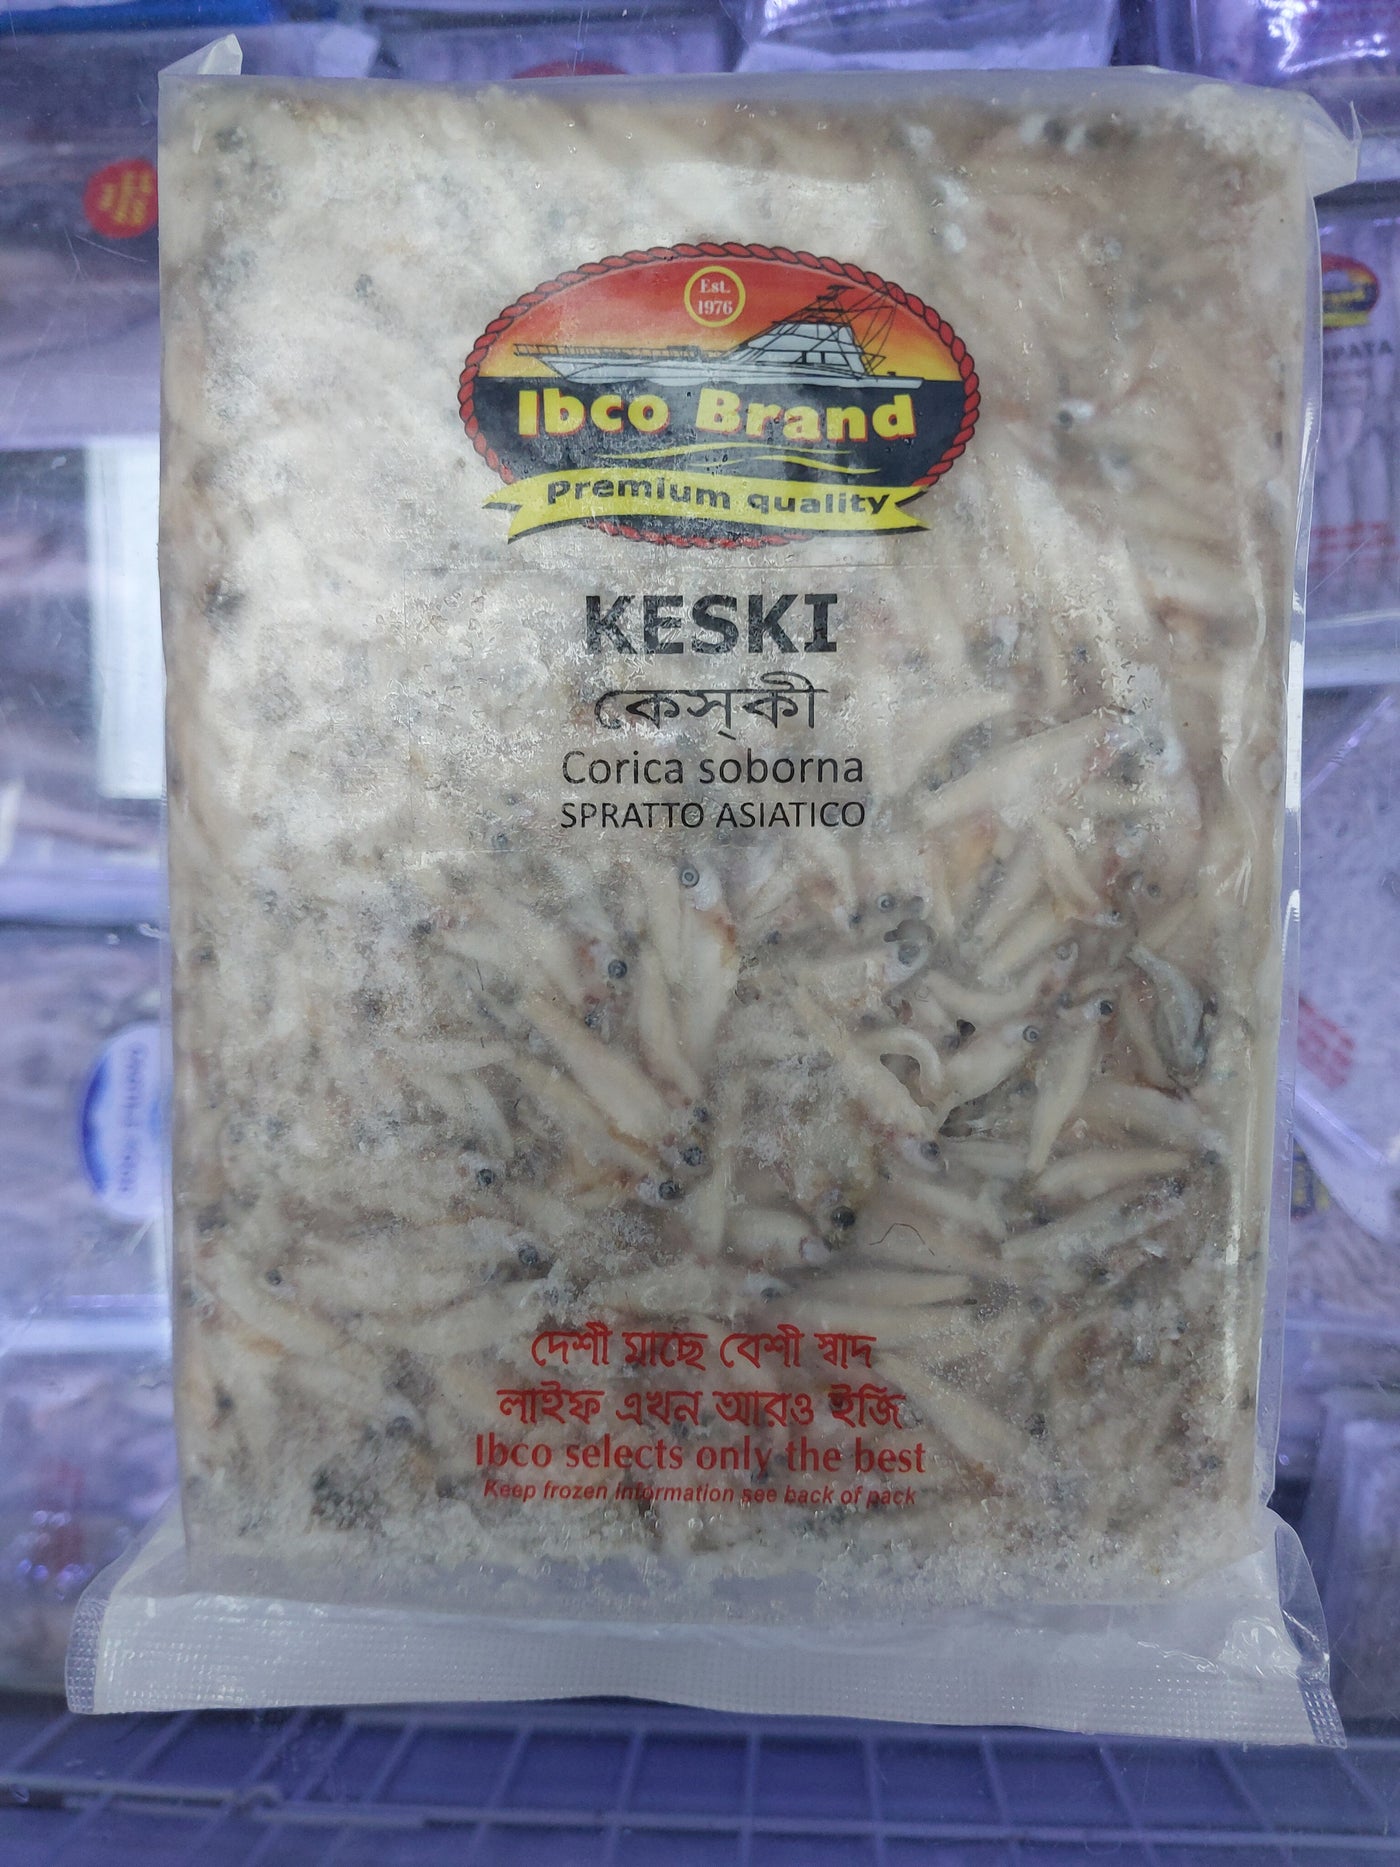 Est.
1976
Ibco Brand
Premium quality
KESKI
কেস্‌কী
Corica soborna
SPRATTO ASIATICO
দেশী মাছে বেশী স্বাদ
লাইফ এখন আরও ইজি
Ibco selects only the best
Keep frozen information see back of pack